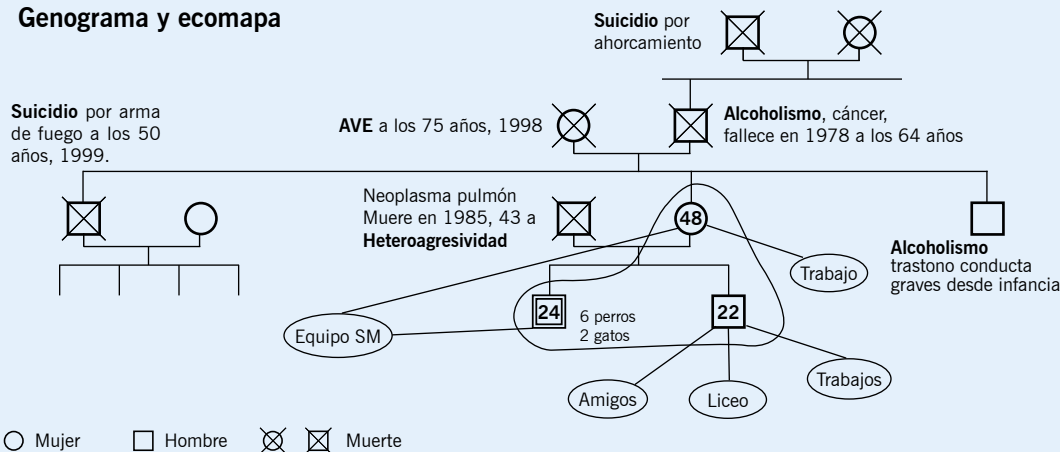 Genograma y ecomapa
Suicidio por
ahorcamiento
Suicidio por arma
de fuego a los 50
años, 1999.
AVE a los 75 años, 1998
Alcoholismo, cáncer,
fallece en 1978 a los 64 años
Neoplasma pulmón
Muere en 1985, 43 a
Heteroagresividad
48
Alcoholismo
trastono conducta
graves desde infancia
Trabajo
24
6 perros
2 gatos
22
Equipo SM
Amigos
Liceo
Trabajos
Mujer
Hombre
Muerte